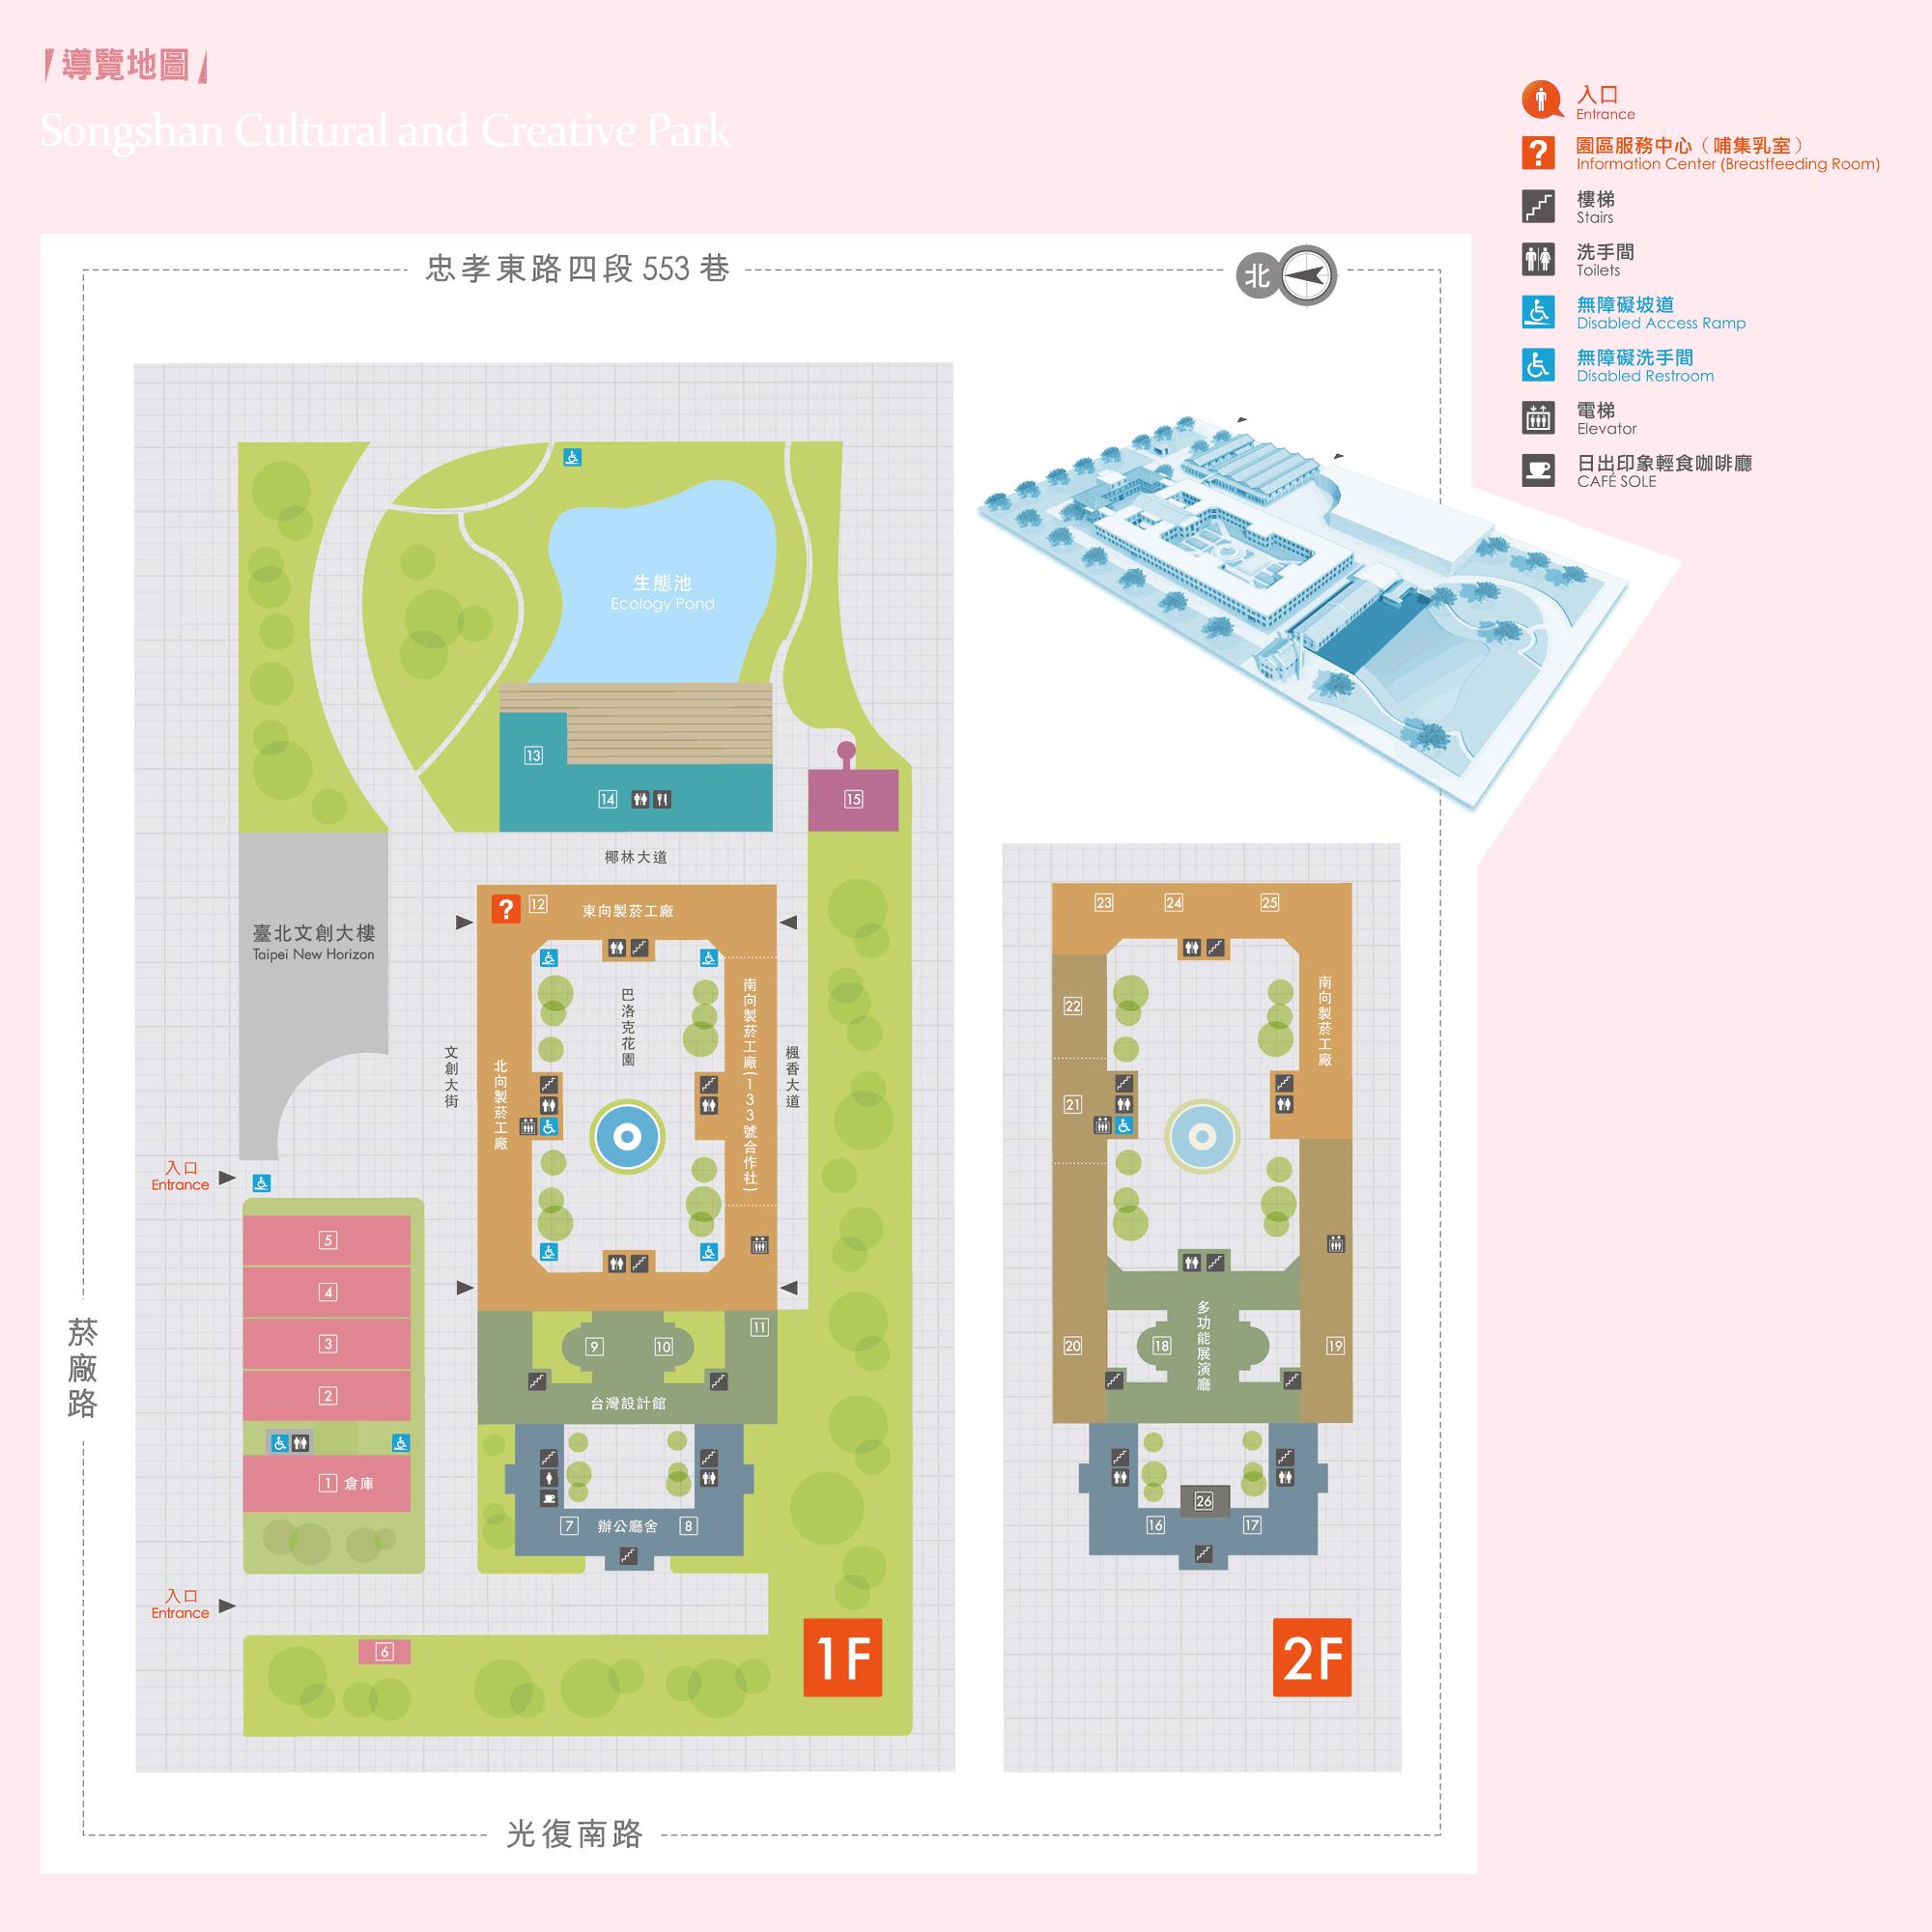 導覽地圖
Songshan Cultural and Creative Park
入口
Entrance
園區服務中心（哺集乳室）
Information Center (Breastfeeding Room)
樓梯
Stairs
洗手間
Toilets
無障礙坡道
Disabled Access Ramp
無障礙洗手間
Disabled Restroom
電梯
Elevator
日出印象輕食咖啡廳
CAFÉ SOLE
忠孝東路四段 553 巷
北
生態池
Ecology Pond
13
14
15
椰林大道
臺北文創大樓
Taipei New Horizon
?
12
東向製菸工廠
巴洛克花園
南向製菸工廠(133號合作社)
文創大街
北向製菸工廠
楓香大道
入口
Entrance
5
4
3
2
1 倉庫
9
10
11
台灣設計館
7 辦公廳舍 8
入口
Entrance
6
1F
菸廠路
光復南路
23
24
25
22
21
南向製菸工廠
20
18
多功能展演廳
19
26
16
17
2F